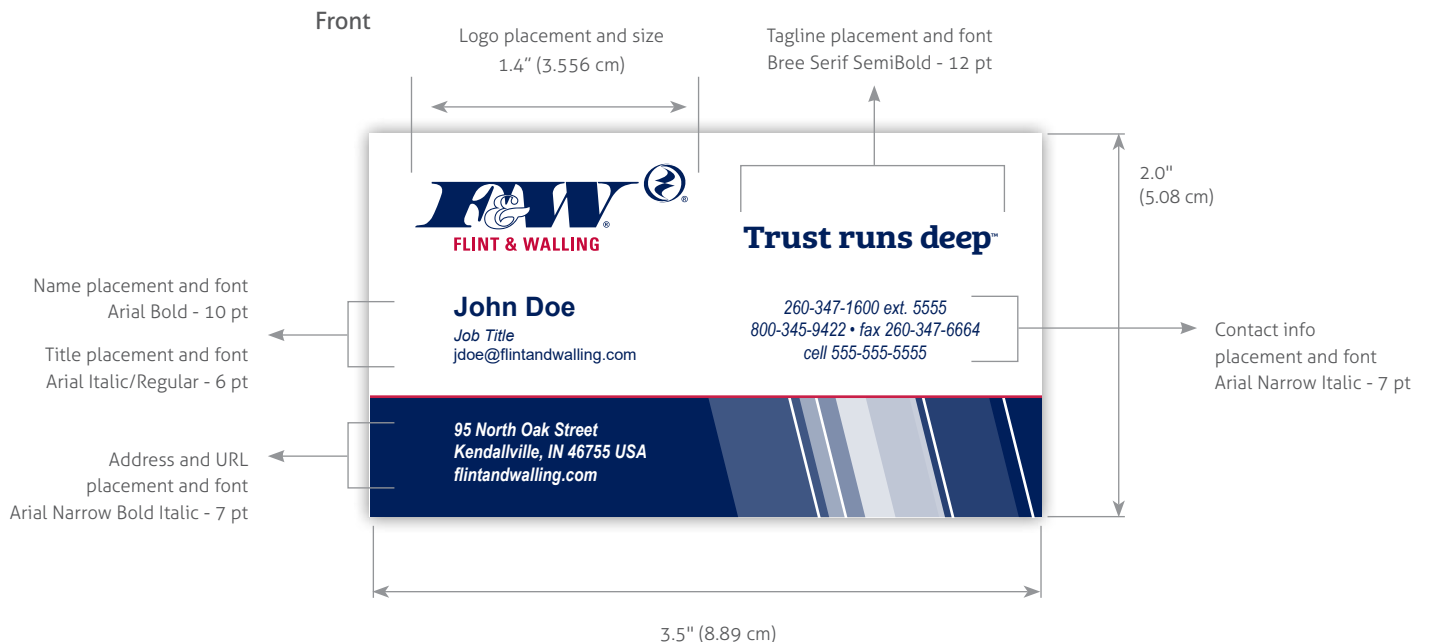 Front
Logo placement and size
1.4" (3.556 cm)
Tagline placement and font
Bree Serif SemiBold - 12 pt
2.0"
(5.08 cm)
F&W®
®
FLINT & WALLING
Trust runs deep™
Name placement and font
Arial Bold - 10 pt
Title placement and font
Arial Italic/Regular - 6 pt
John Doe
Job Title
jdoe@flintandwalling.com
260-347-1600 ext. 5555
800-345-9422 • fax 260-347-6664
cell 555-555-5555
Contact info
placement and font
Arial Narrow Italic - 7 pt
Address and URL
placement and font
Arial Narrow Bold Italic - 7 pt
95 North Oak Street
Kendallville, IN 46755 USA
flintandwalling.com
3.5" (8.89 cm)